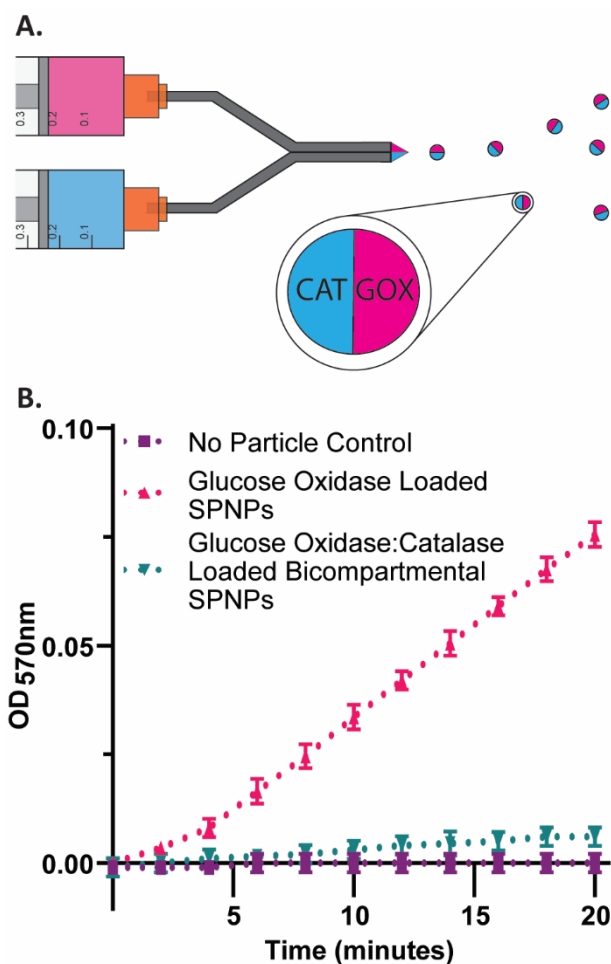 A.
0.3
0.2
0.1
0.3
0.2
0.1
CAT GOX
B.
0.10
No Particle Control
Glucose Oxidase Loaded
SPNPs
Glucose Oxidase:Catalase
Loaded Bicompartmental
SPNPs
0.05
OD570nm
0.00
5
10
15
20
Time (minutes)